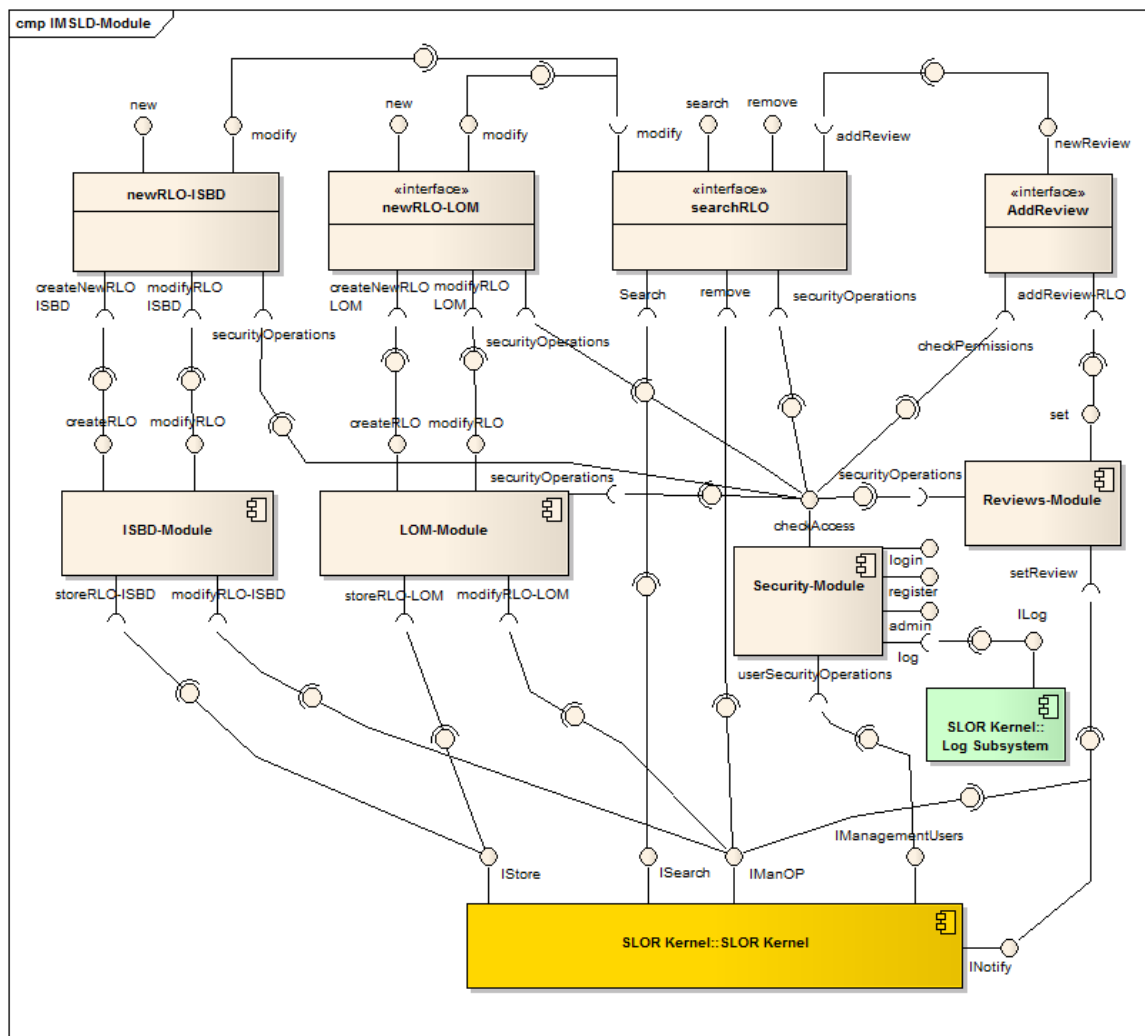 cmp IMSLD-Module
new
modify
new
modify
modify
search
remove
addReview
newReview
newRLO-ISBD
«interface»
newRLO-LOM
«interface»
searchRLO
«interface»
AddReview
createNewRLO
ISBD
modifyRLO
ISBD
securityOperations
createNewRLO
LOM
modifyRLO
LOM
securityOperations
Search
remove
securityOperations
checkPermissions
addReview-RLO
createRLO
modifyRLO
createRLO
modifyRLO
set
securityOperations
securityOperations
checkAccess
ISBD-Module
LOM-Module
Reviews-Module
Security-Module
login
register
admin
log
storeRLO-ISBD
modifyRLO-ISBD
storeRLO-LOM
modifyRLO-LOM
userSecurityOperations
setReview
ILog
SLOR Kernel::
Log Subsystem
IStore
ISearch
IManOP
IManagementUsers
SLOR Kernel::SLOR Kernel
INotify